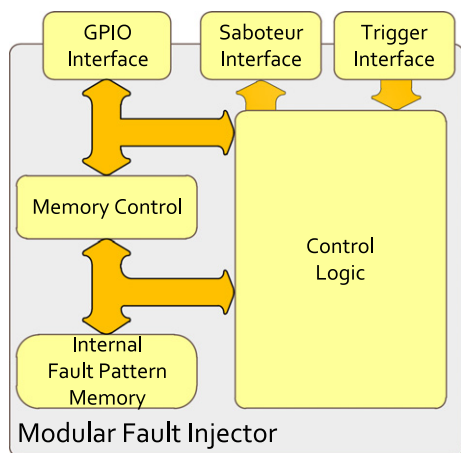 GPIO
Interface
Saboteur
Interface
Trigger
Interface
Memory Control
Control
Logic
Internal
Fault Pattern
Memory
Modular Fault Injector